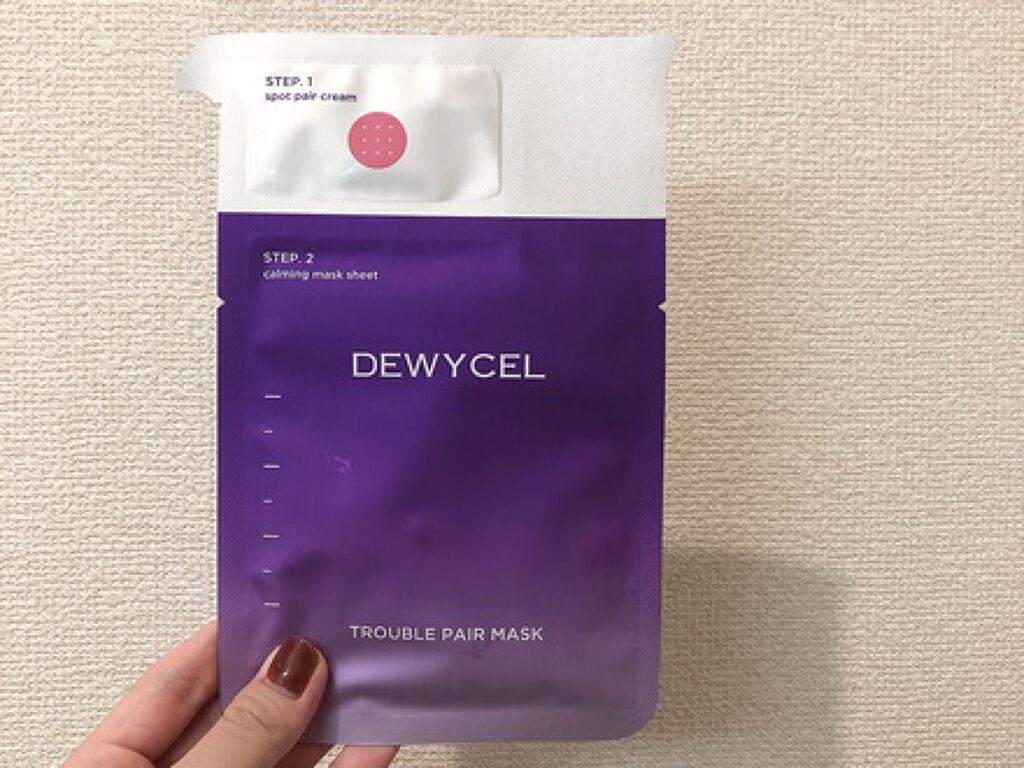 STEP. 1
spot pair cream
STEP. 2
calming mask sheet
DEWYCEL
TROUBLE PAIR MASK